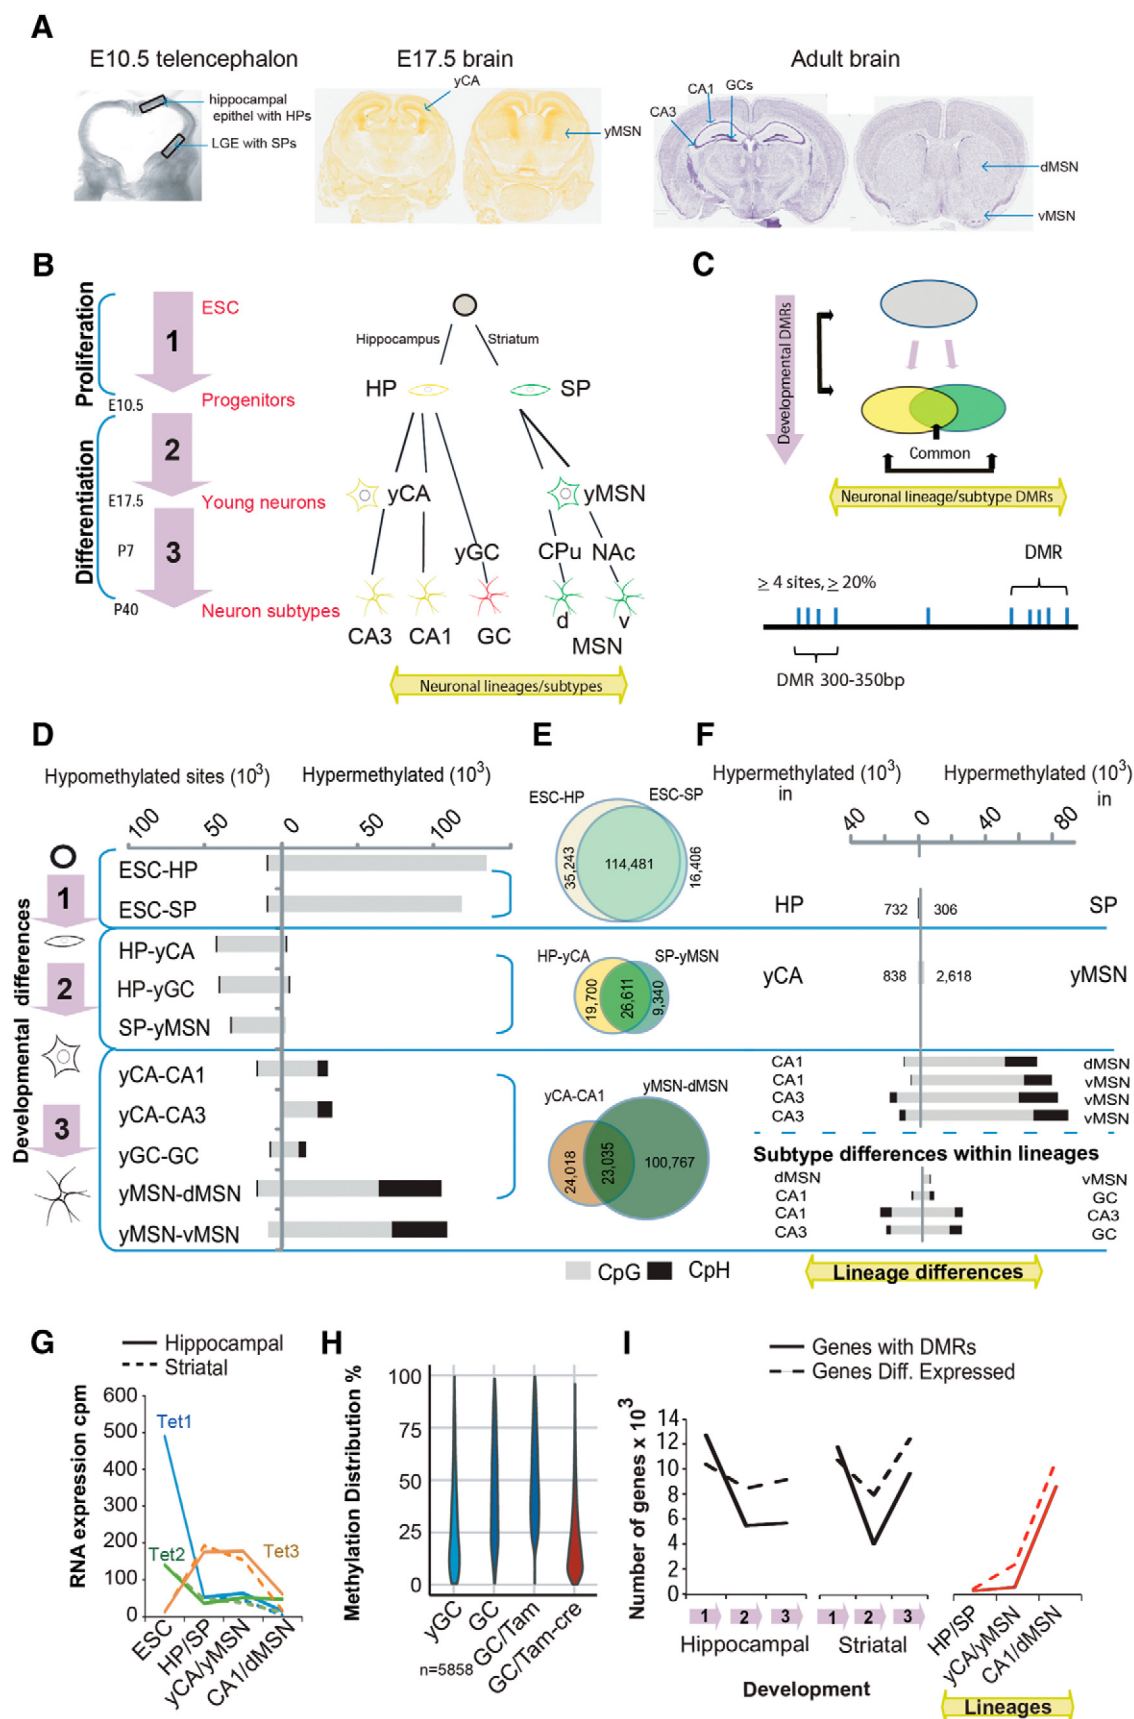 A
E10.5 telencephalon
E17.5 brain
Adult brain
hippocampal
epithel with HPs
LGE with SPs
yCA
yMSN
CA1
GCs
CA3
dMSN
vMSN
B
Proliferation
Differentiation
1
2
3
ESC
E10.5
Progenitors
E17.5
Young neurons
P7
P40
Neuron subtypes
Hippocampus
Striatum
HP
SP
yCA
yMSN
yGC
CPu
NAc
CA3
CA1
GC
d
v
MSN
Neuronal lineages/subtypes
C
Developmental DMRs
Common
Neuronal lineage/subtype DMRs
DMR
≥ 4 sites, ≥ 20%
DMR 300-350bp
D
Hypomethylated sites (10³)
Hypermethylated (10³)
100
50
0
50
100
Developmental differences
1
2
3
ESC-HP
ESC-SP
HP-yCA
HP-yGC
SP-yMSN
yCA-CA1
yCA-CA3
yGC-GC
yMSN-dMSN
yMSN-vMSN
CpG
CpH
E
ESC-HP
ESC-SP
35,243
114,481
16,406
HP-yCA
SP-yMSN
19,700
26,611
9,340
yCA-CA1
yMSN-dMSN
24,018
23,035
100,767
F
Hypermethylated (10³)
in
Hypermethylated (10³)
in
40
0
40
80
HP
732
306
SP
yCA
838
2,618
yMSN
CA1
dMSN
CA1
vMSN
CA3
vMSN
CA3
vMSN
Subtype differences within lineages
dMSN
vMSN
CA1
GC
CA1
CA3
CA3
GC
Lineage differences
G
Hippocampal
Striatal
RNA expression cpm
600
500
400
300
200
100
0
Tet1
Tet2
Tet3
ESC
HP/SP
yCA/yMSN
CA1/dMSN
H
Methylation Distribution %
100
75
50
25
0
yGC
GC
GC/Tam
GC/Tam-cre
n=5858
I
Genes with DMRs
Genes Diff. Expressed
Number of genes x 10³
14
12
10
8
6
4
2
0
1
2
3
Hippocampal
1
2
3
Striatal
Development
HP/SP
yCA/yMSN
CA1/dMSN
Lineages